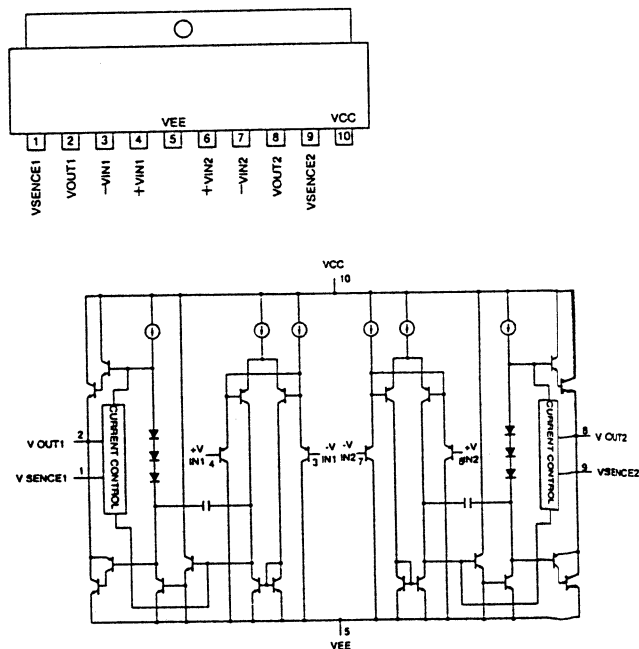 VEE VCC
1 2 3 4 5 6 7 8 9 10
VSENCE1 VOUT1 −VIN1 +VIN1 +VIN2 −VIN2 VOUT2 VSENCE2
VCC
10
2
V OUT1
1
V SENCE1
CURRENT CONTROL
+V
IN1 4
-V
3 IN1
-V
IN2 7
+V
6 IN2
CURRENT CONTROL
8
V OUT2
9
VSENCE2
5
VEE